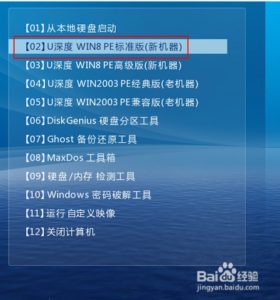 【01】从本地硬盘启动
【02】U深度 WIN8 PE标准版(新机器)
【03】U深度 WIN8 PE高级版(新机器)
【04】U深度 WIN2003 PE经典版(老机器)
【05】U深度 WIN2003 PE兼容版(老机器)
【06】DiskGenius 硬盘分区工具
【07】Ghost 备份还原工具
【08】MaxDos 工具箱
【09】硬盘/内存 检测工具
【10】Windows 密码破解工具
【11】运行自定义映像
【12】关闭计算机
Baidu 经验
jingyan.baidu.com